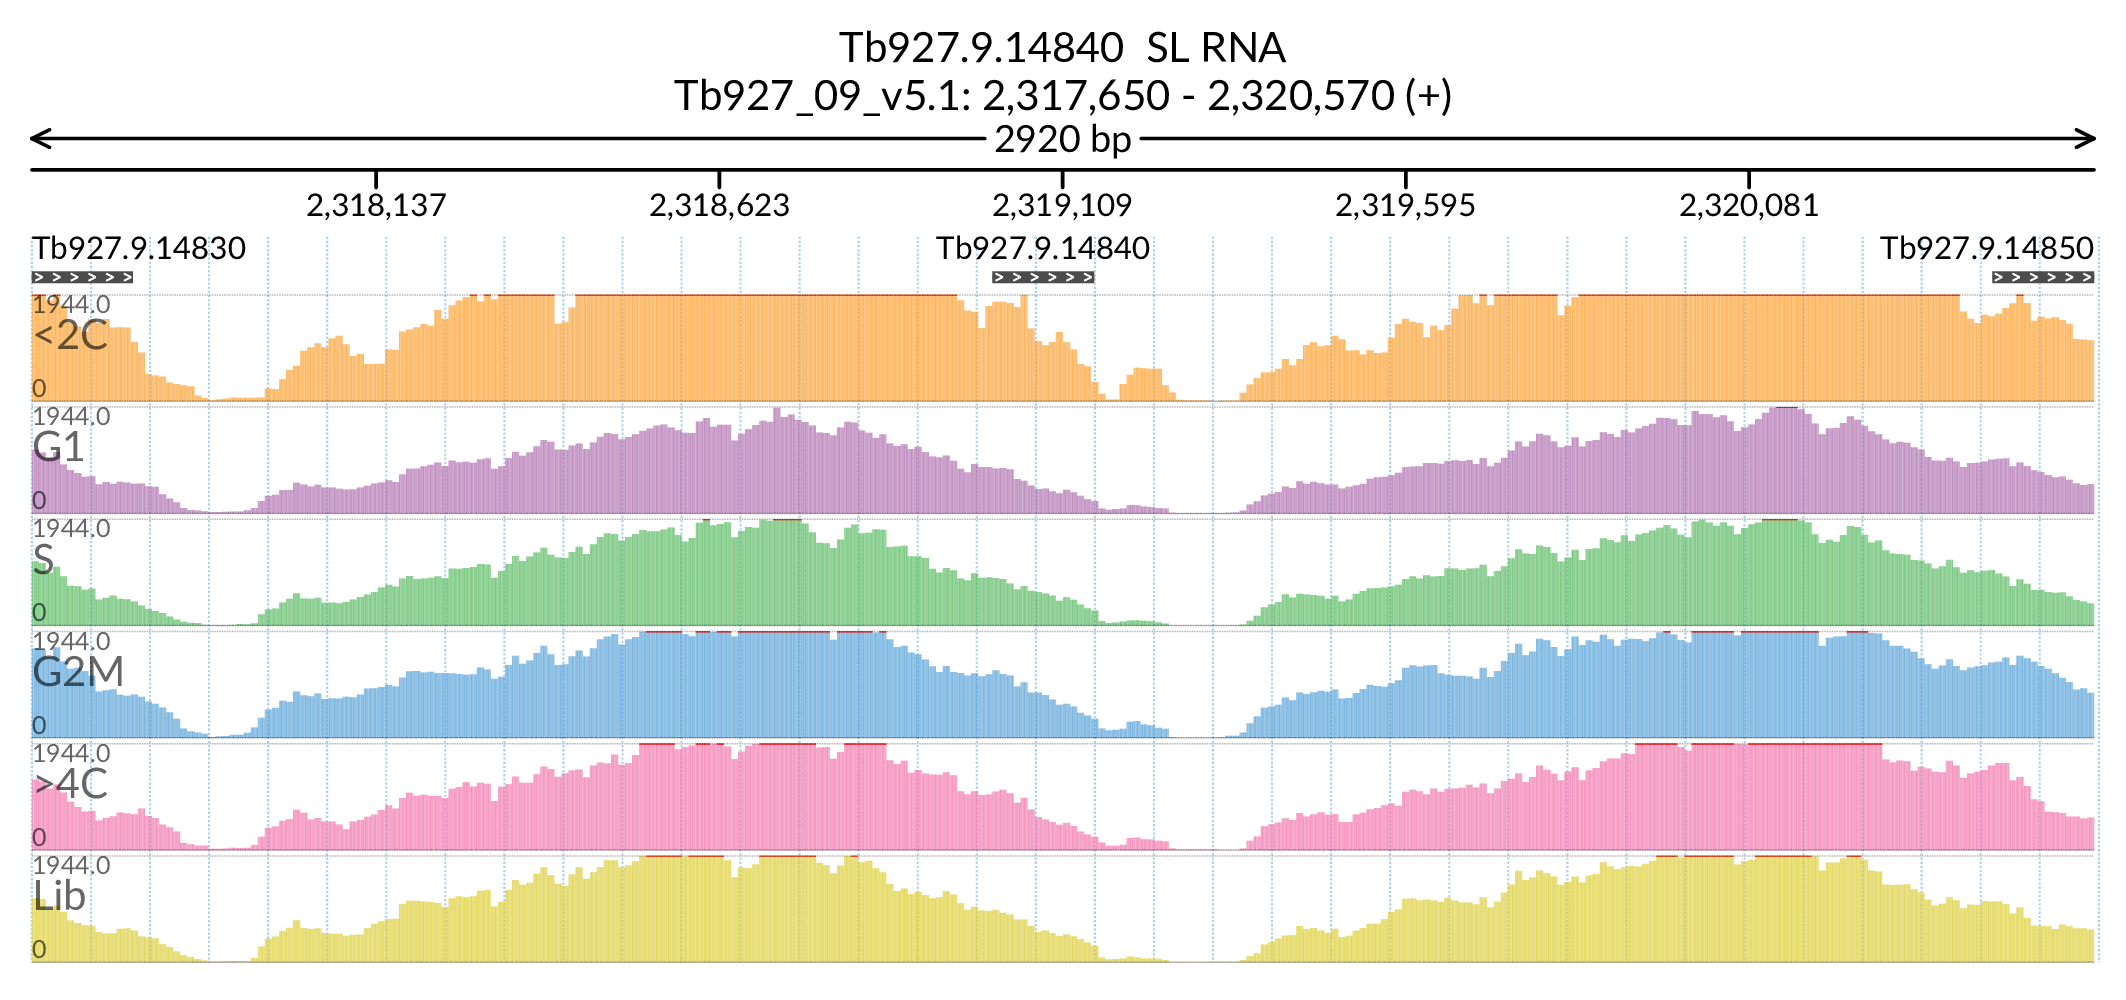 Tb927.9.14840 SL RNA
Tb927_09_v5.1: 2,317,650 - 2,320,570 (+)
2920 bp
2,318,137 2,318,623 2,319,109 2,319,595 2,320,081
Tb927.9.14830 Tb927.9.14840 Tb927.9.14850
1944.0
<2C
0
1944.0
G1
0
1944.0
S
0
1944.0
G2M
0
1944.0
>4C
0
1944.0
Lib
0